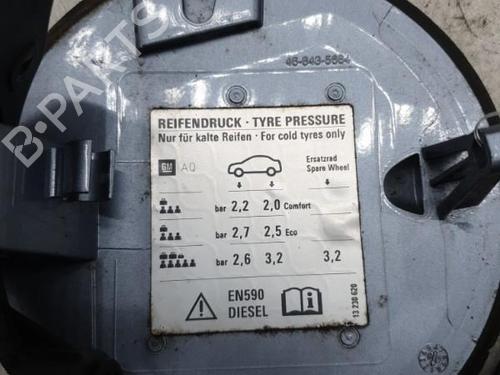 B-PARTS
46-643-5684
REIFENDRUCK · TYRE PRESSURE
Nur für kalte Reifen · For cold tyres only
GM AQ
Ersatzrad
Spare Wheel
bar 2,2 2,0 Comfort
bar 2,7 2,5 Eco
bar 2,6 3,2 3,2
EN590
DIESEL
13 230 620